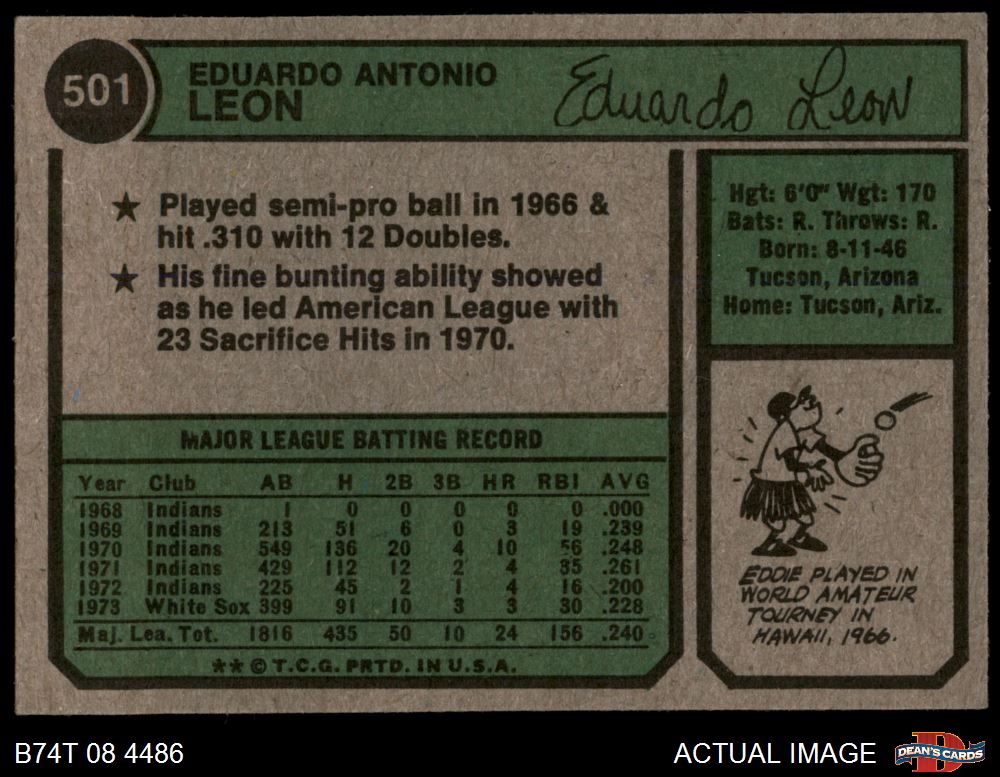 501
EDUARDO ANTONIO
LEON
Eduardo Leon
★ Played semi-pro ball in 1966 &
hit .310 with 12 Doubles.
★ His fine bunting ability showed
as he led American League with
23 Sacrifice Hits in 1970.
Hgt: 6'0" Wgt: 170
Bats: R. Throws: R.
Born: 8-11-46
Tucson, Arizona
Home: Tucson, Ariz.
MAJOR LEAGUE BATTING RECORD
Year Club AB H 2B 3B HR RBI AVG
1968 Indians 1 0 0 0 0 0 .000
1969 Indians 213 51 6 0 3 19 .239
1970 Indians 549 136 20 4 10 56 .248
1971 Indians 429 112 12 2 4 35 .261
1972 Indians 225 45 2 1 4 16 .200
1973 White Sox 399 91 10 3 3 30 .228
Maj. Lea. Tot. 1816 435 50 10 24 156 .240
★★ © T.C.G. PRTD. IN U.S.A.
EDDIE PLAYED IN
WORLD AMATEUR
TOURNEY IN
HAWAII, 1966.
B74T 08 4486
ACTUAL IMAGE
D
DEAN'S CARDS